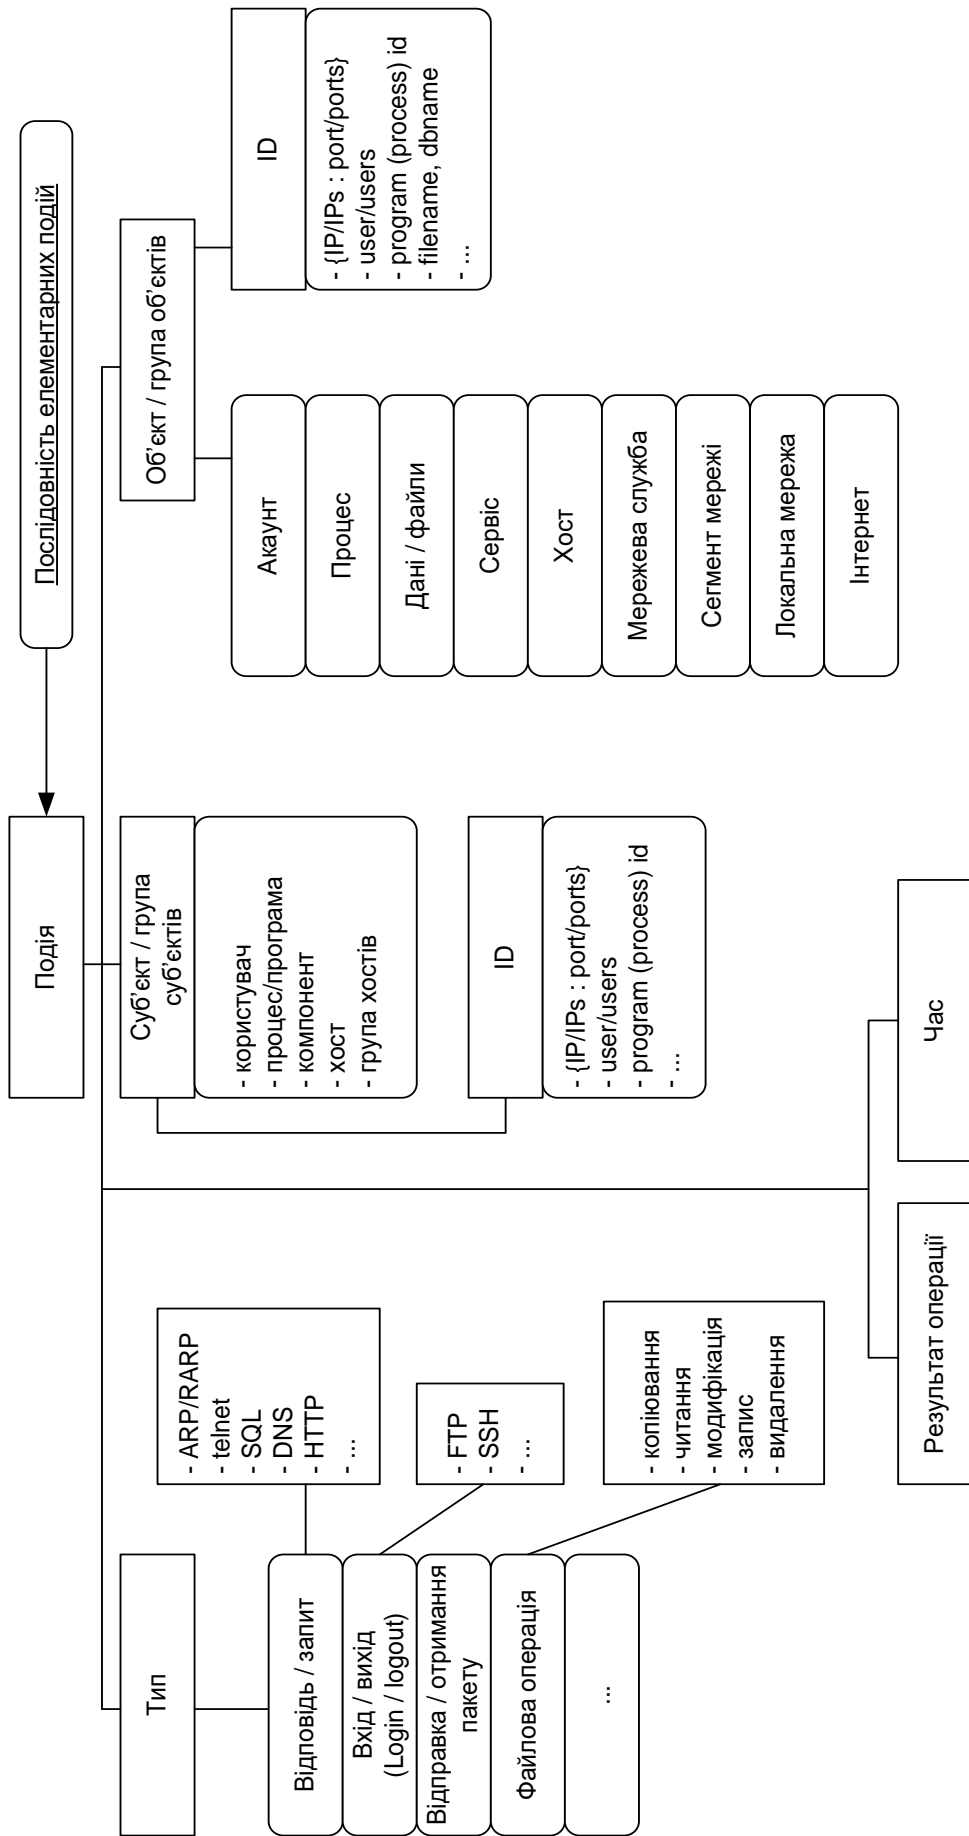 Подія
Послідовність елементарних подій
Тип
Відповідь / запит
Вхід / вихід
(Login / logout)
Відправка / отримання
пакету
Файлова операція
...
- ARP/RARP
- telnet
- SQL
- DNS
- HTTP
- ...
- FTP
- SSH
- ...
- копіювання
- читання
- модифікація
- запис
- видалення
Суб’єкт / група
суб’єктів
- користувач
- процес/програма
- компонент
- хост
- група хостів
ID
- {IP/IPs : port/ports}
- user/users
- program (process) id
- ...
Об’єкт / група об’єктів
Акаунт
Процес
Дані / файли
Сервіс
Хост
Мережева служба
Сегмент мережі
Локальна мережа
Інтернет
ID
- {IP/IPs : port/ports}
- user/users
- program (process) id
- filename, dbname
- ...
Результат операції
Час